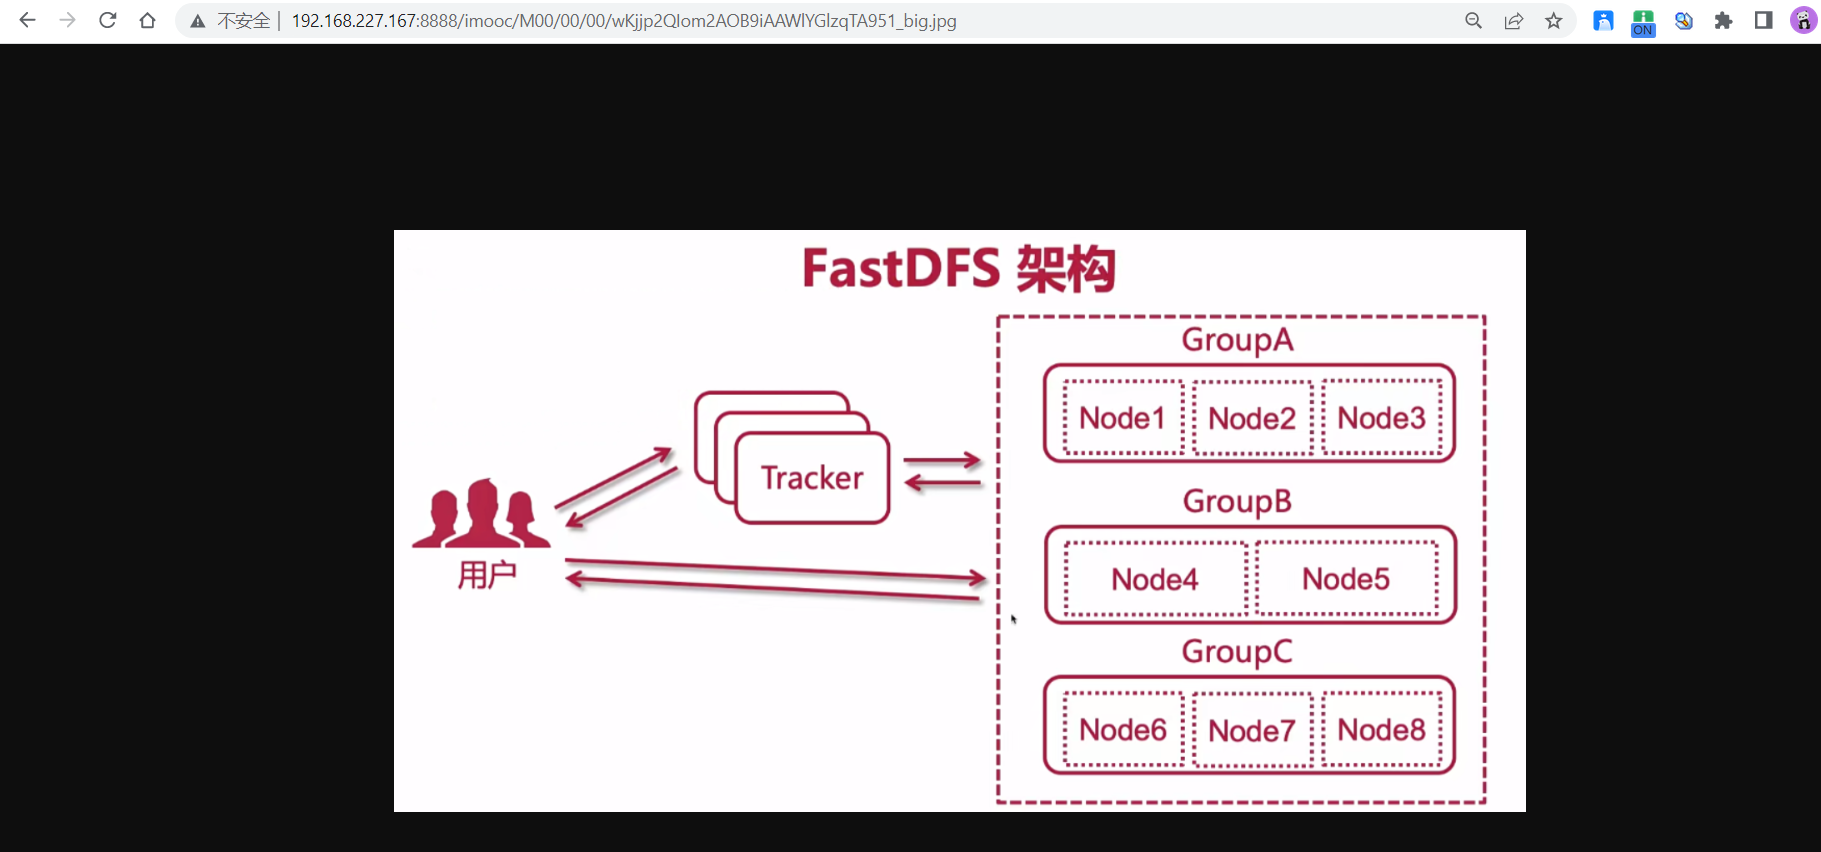 不安全 | 192.168.227.167:8888/imooc/M00/00/00/wKjjp2QIom2AOB9iAAWlYGlzqTA951_big.jpg
ON
FastDFS 架构
GroupA
Node1 Node2 Node3
Tracker
GroupB
用户
Node4 Node5
GroupC
Node6 Node7 Node8